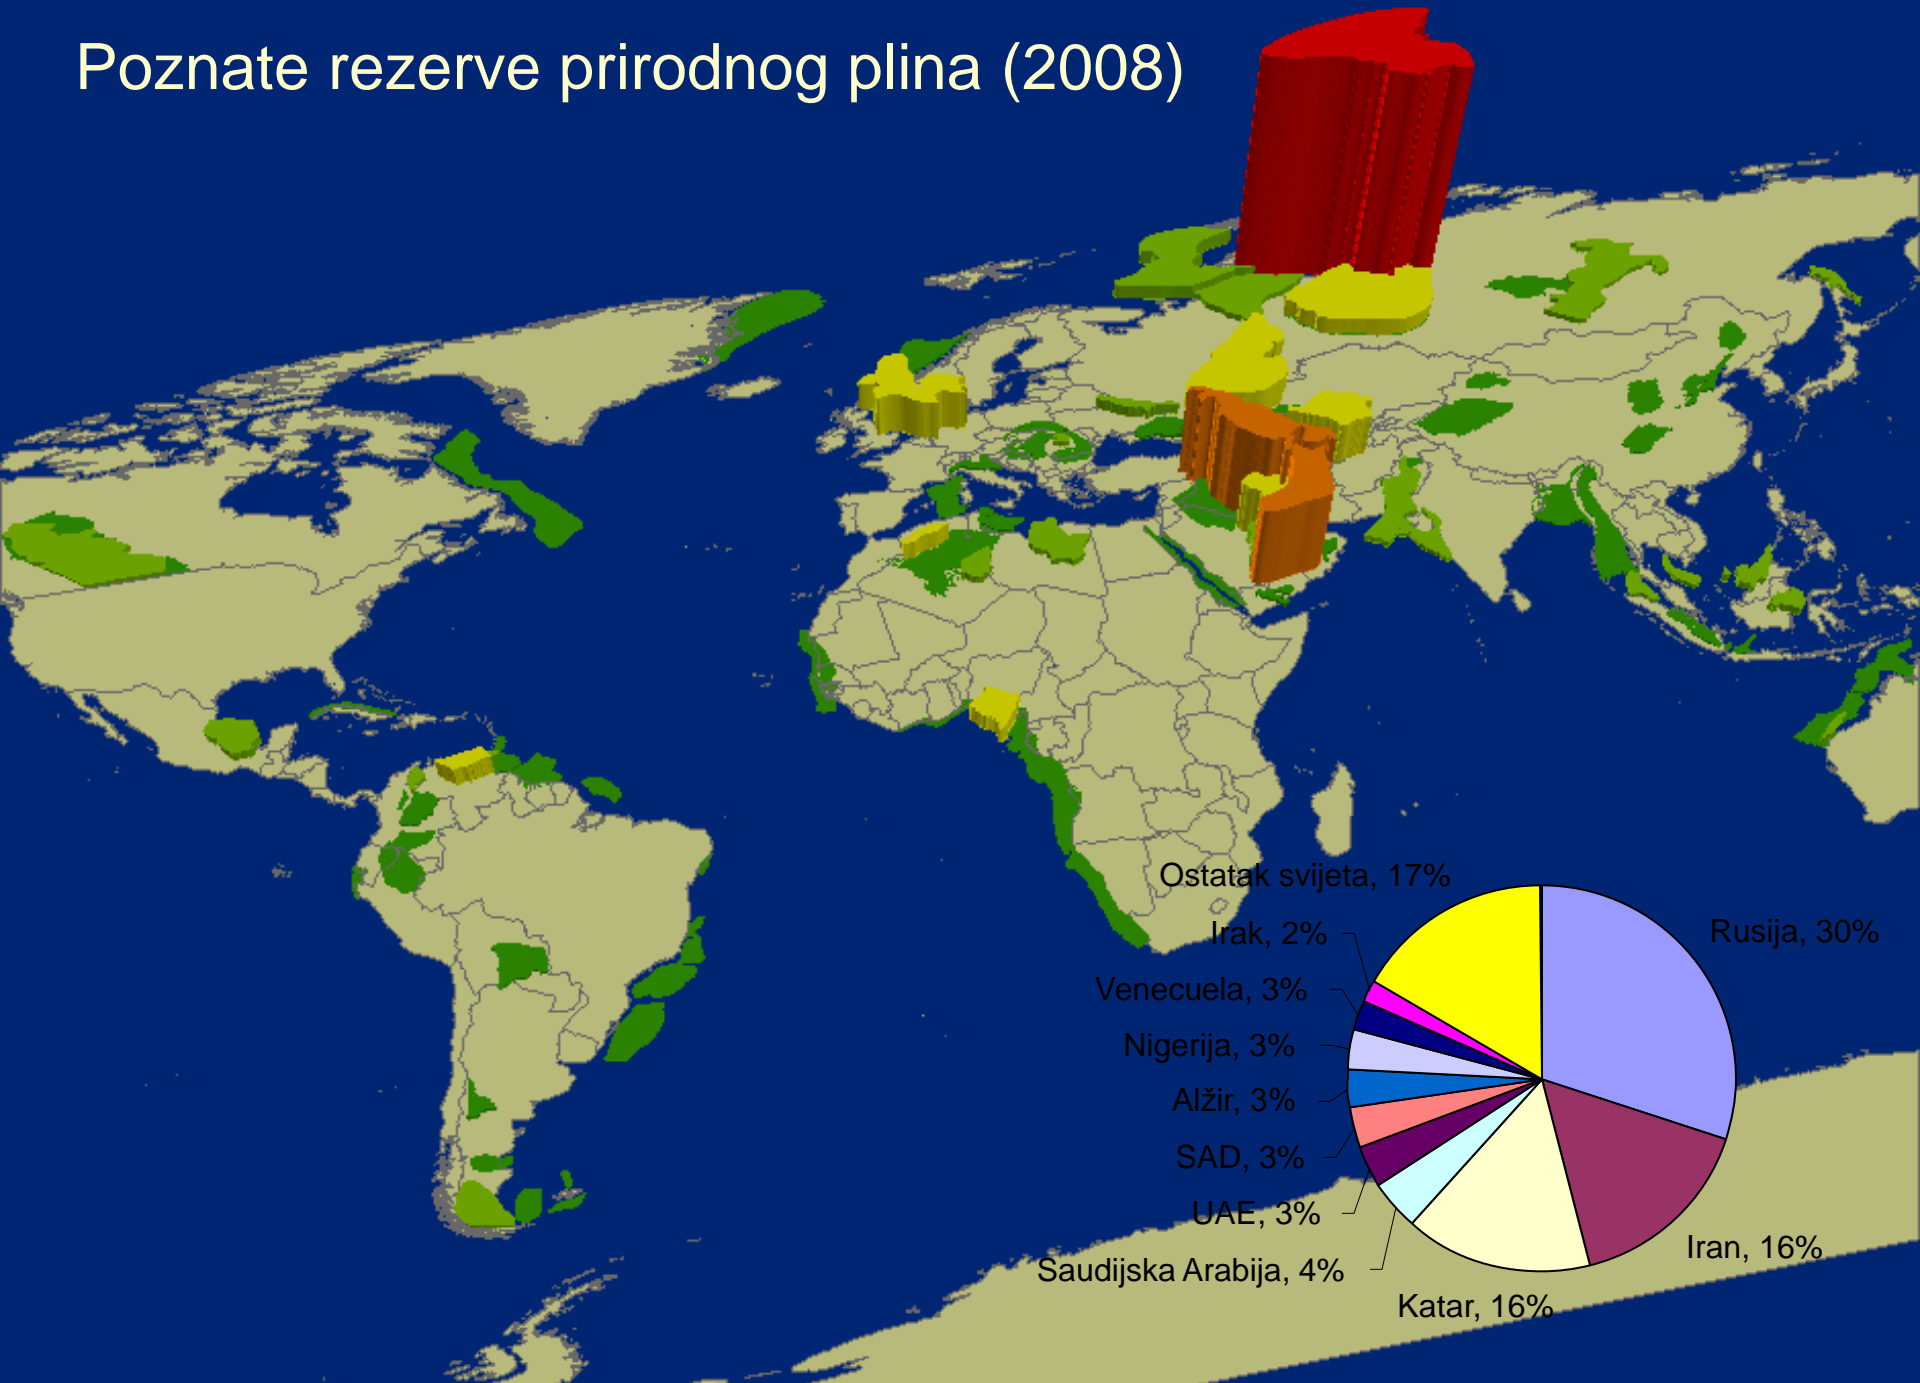 Poznate rezerve prirodnog plina (2008)
Ostatak svijeta, 17%
Rusija, 30%
Irak, 2%
Venecuela, 3%
Nigerija, 3%
Alžir, 3%
SAD, 3%
UAE, 3%
Iran, 16%
Saudijska Arabija, 4%
Katar, 16%